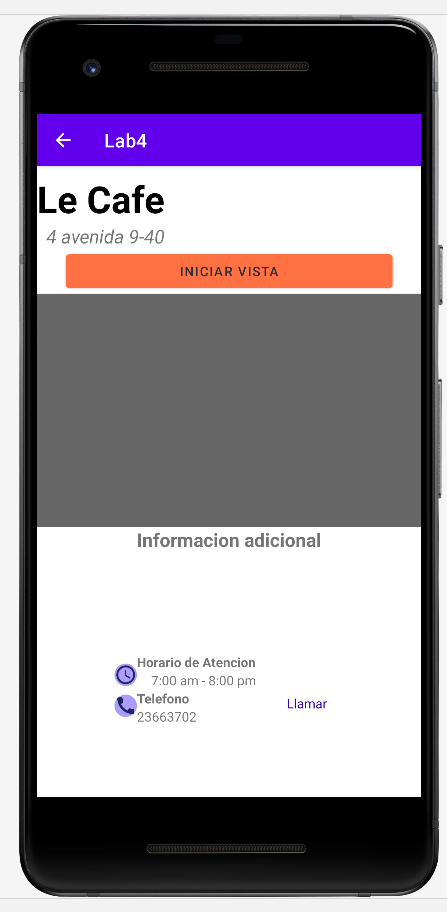 Lab4
Le Cafe
4 avenida 9-40
INICIAR VISTA
Informacion adicional
Horario de Atencion
7:00 am - 8:00 pm
Telefono
23663702
Llamar